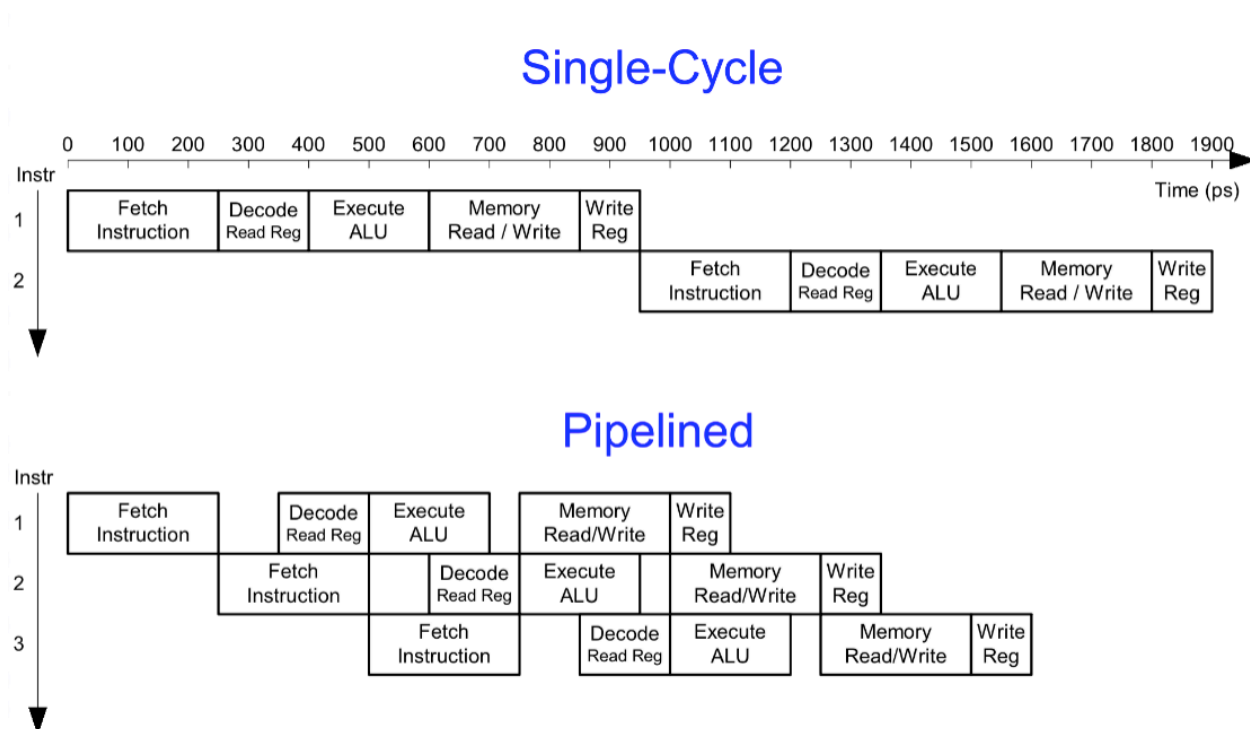 Single-Cycle
0 100 200 300 400 500 600 700 800 900 1000 1100 1200 1300 1400 1500 1600 1700 1800 1900
Instr
Time (ps)
1
Fetch Decode Execute Memory Write
Instruction Read Reg ALU Read / Write Reg
2
Fetch Decode Execute Memory Write
Instruction Read Reg ALU Read / Write Reg
Pipelined
Instr
1
Fetch Decode Execute Memory Write
Instruction Read Reg ALU Read/Write Reg
2
Fetch Decode Execute Memory Write
Instruction Read Reg ALU Read/Write Reg
3
Fetch Decode Execute Memory Write
Instruction Read Reg ALU Read/Write Reg